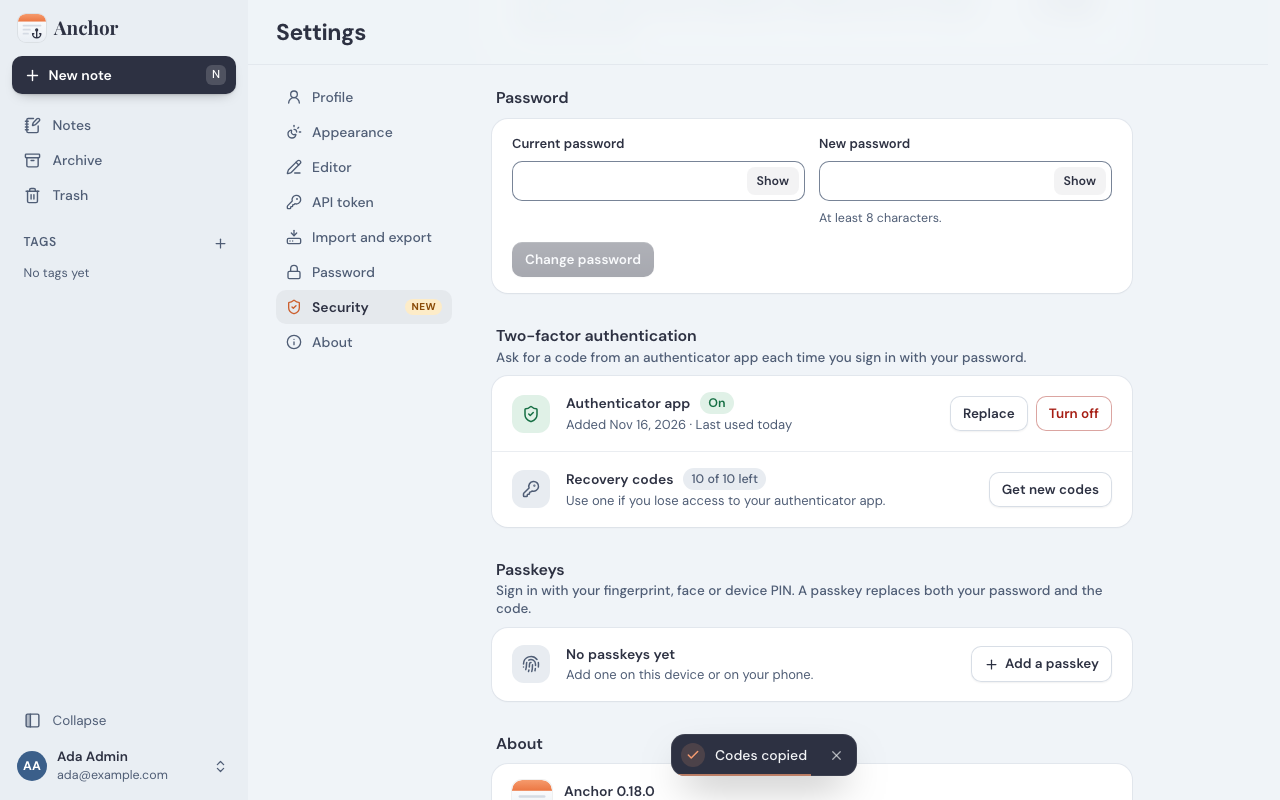 Anchor
Settings
New note
N
Notes
Archive
Trash
TAGS
No tags yet
Collapse
AA
Ada Admin
ada@example.com
Profile
Appearance
Editor
API token
Import and export
Password
Security
NEW
About
Password
Current password
New password
Show
Show
At least 8 characters.
Change password
Two-factor authentication
Ask for a code from an authenticator app each time you sign in with your password.
Authenticator app
On
Added Nov 16, 2026 · Last used today
Replace
Turn off
Recovery codes
10 of 10 left
Use one if you lose access to your authenticator app.
Get new codes
Passkeys
Sign in with your fingerprint, face or device PIN. A passkey replaces both your password and the
code.
No passkeys yet
Add one on this device or on your phone.
Add a passkey
About
Codes copied
Anchor 0.18.0